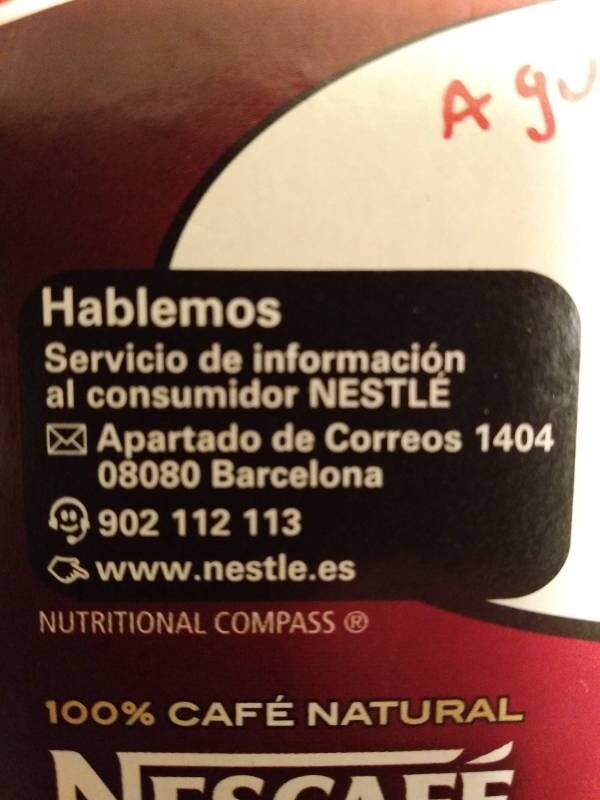 Hablemos
Servicio de información
al consumidor NESTLÉ
Apartado de Correos 1404
08080 Barcelona
902 112 113
www.nestle.es
NUTRITIONAL COMPASS ®
100% CAFÉ NATURAL
NESCAFÉ